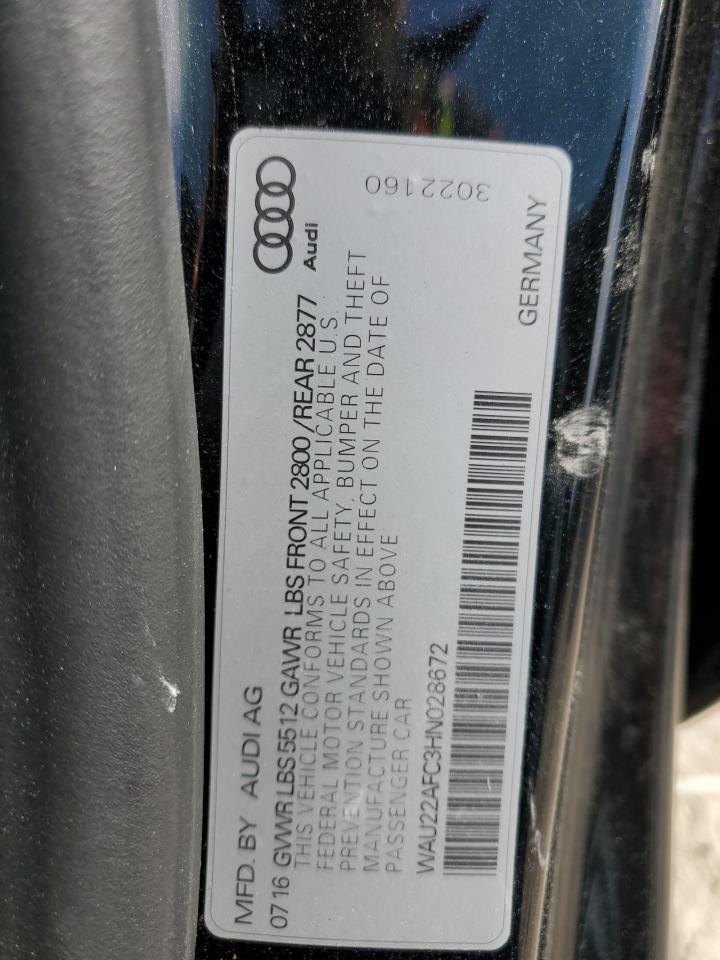 MFD. BY AUDI AG
0716 GVWR LBS 5512 GAWR LBS FRONT 2800 / REAR 2877
THIS VEHICLE CONFORMS TO ALL APPLICABLE U.S.
FEDERAL MOTOR VEHICLE SAFETY, BUMPER AND THEFT
PREVENTION STANDARDS IN EFFECT ON THE DATE OF
MANUFACTURE SHOWN ABOVE
PASSENGER CAR
WAU22AFC3HN028672
GERMANY
Audi
3022160